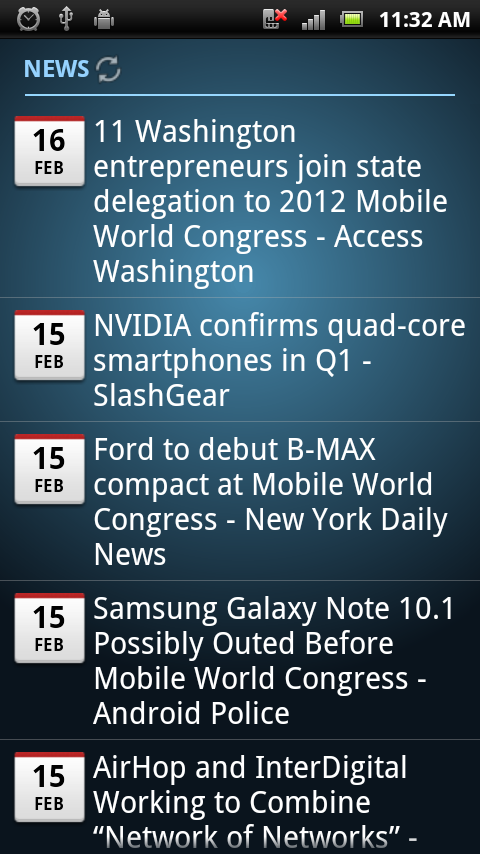 11:32 AM
NEWS
16
FEB
11 Washington
entrepreneurs join state
delegation to 2012 Mobile
World Congress - Access
Washington
15
FEB
NVIDIA confirms quad-core
smartphones in Q1 -
SlashGear
15
FEB
Ford to debut B-MAX
compact at Mobile World
Congress - New York Daily
News
15
FEB
Samsung Galaxy Note 10.1
Possibly Outed Before
Mobile World Congress -
Android Police
15
FEB
AirHop and InterDigital
Working to Combine
“Network of Networks” -